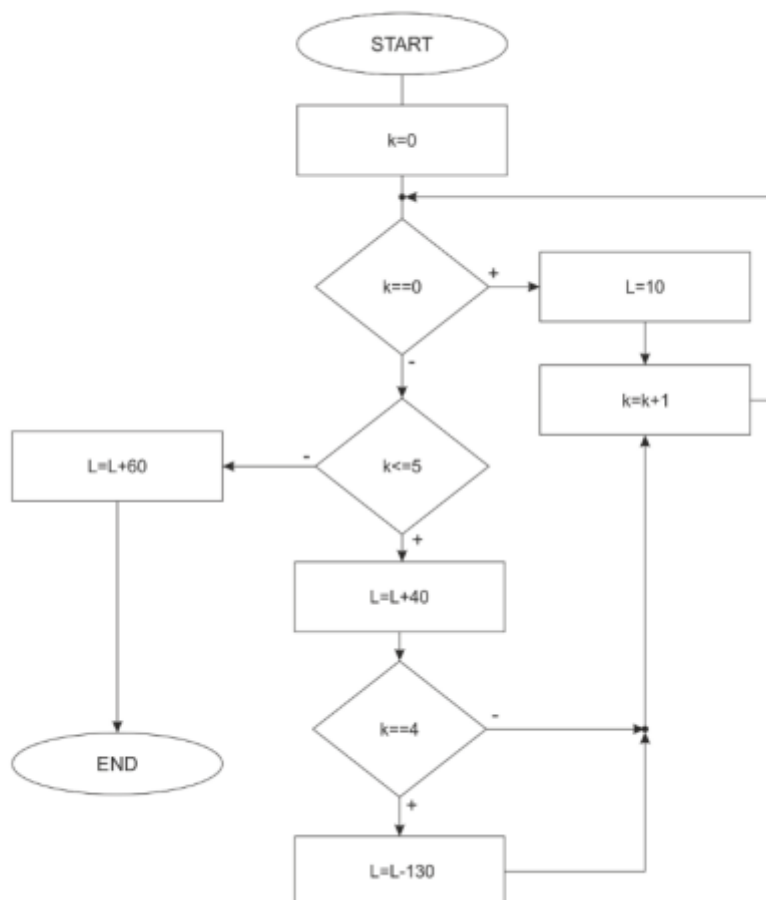 START
k=0
k==0
+
L=10
-
k=k+1
L=L+60
-
k<=5
+
L=L+40
k==4
-
END
+
L=L-130